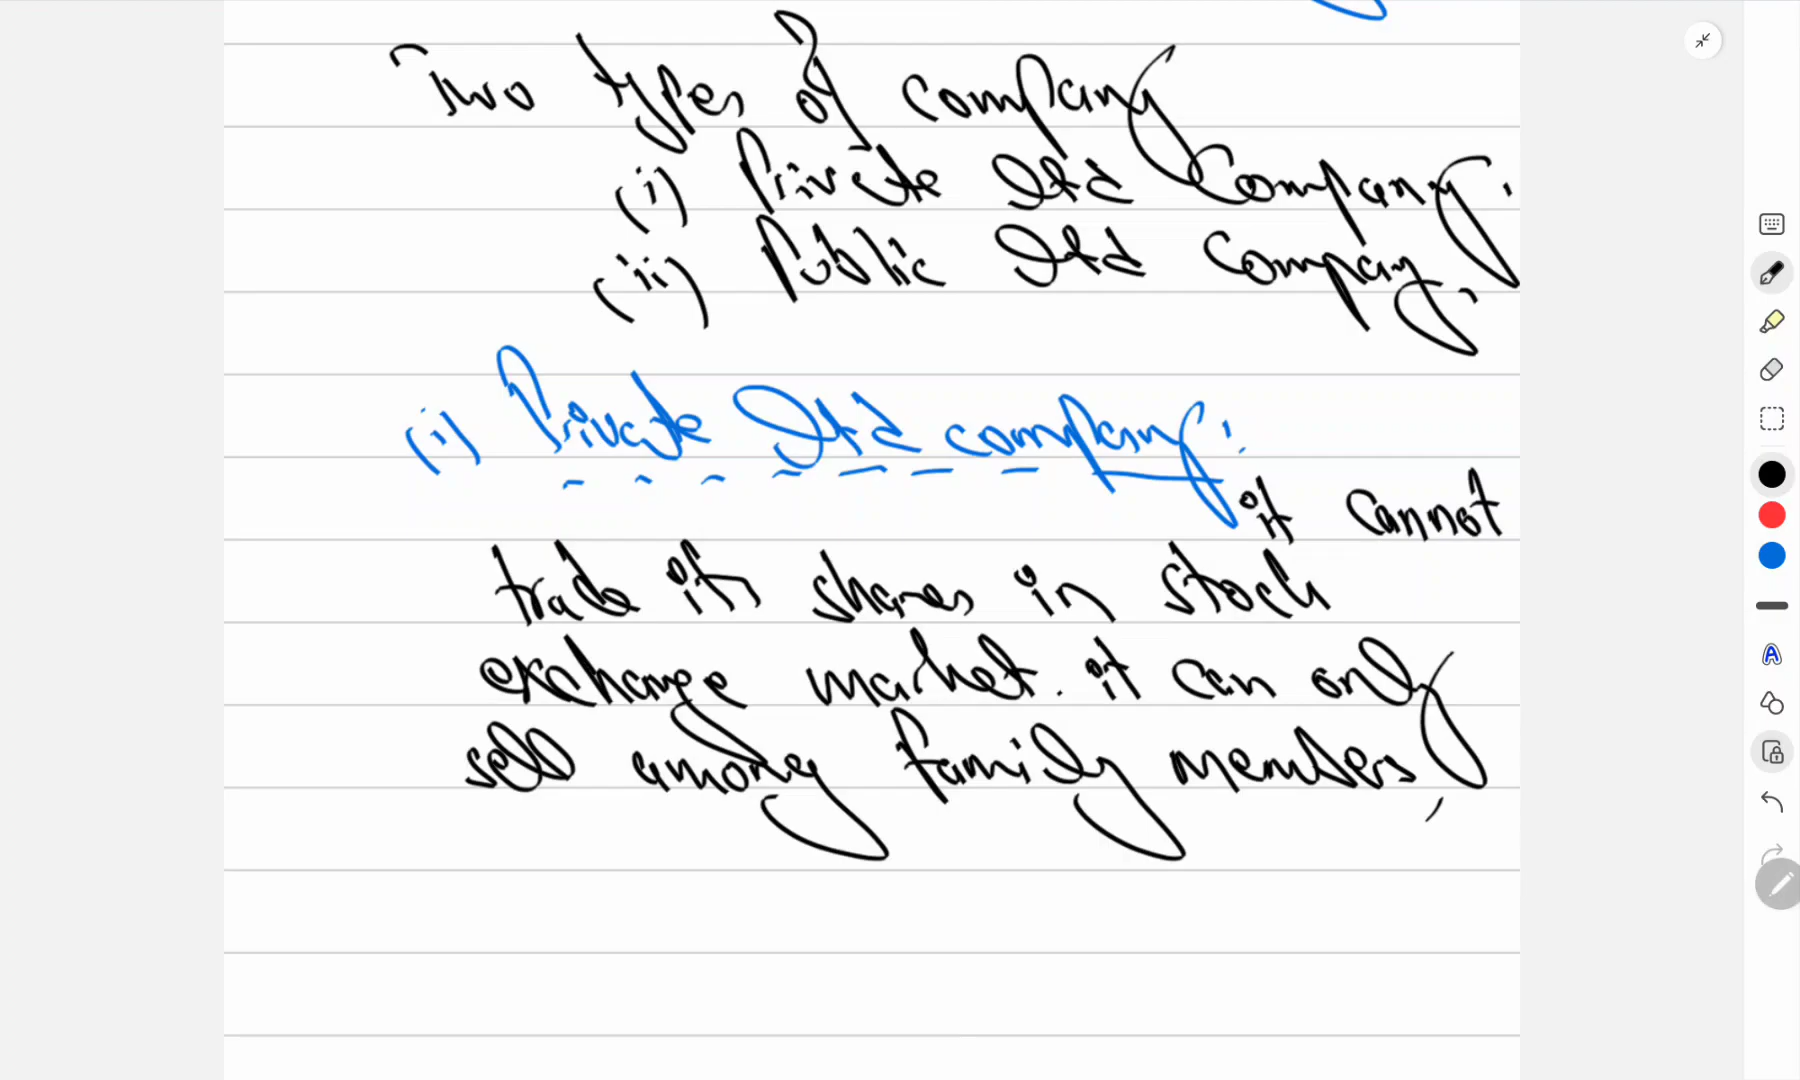 Two types of company
(i) Private Ltd Company.
(ii) Public Ltd Company.
(i) Private Ltd company:
it cannot
trade its shares in stock
exchange market. it can only
sell among family members,